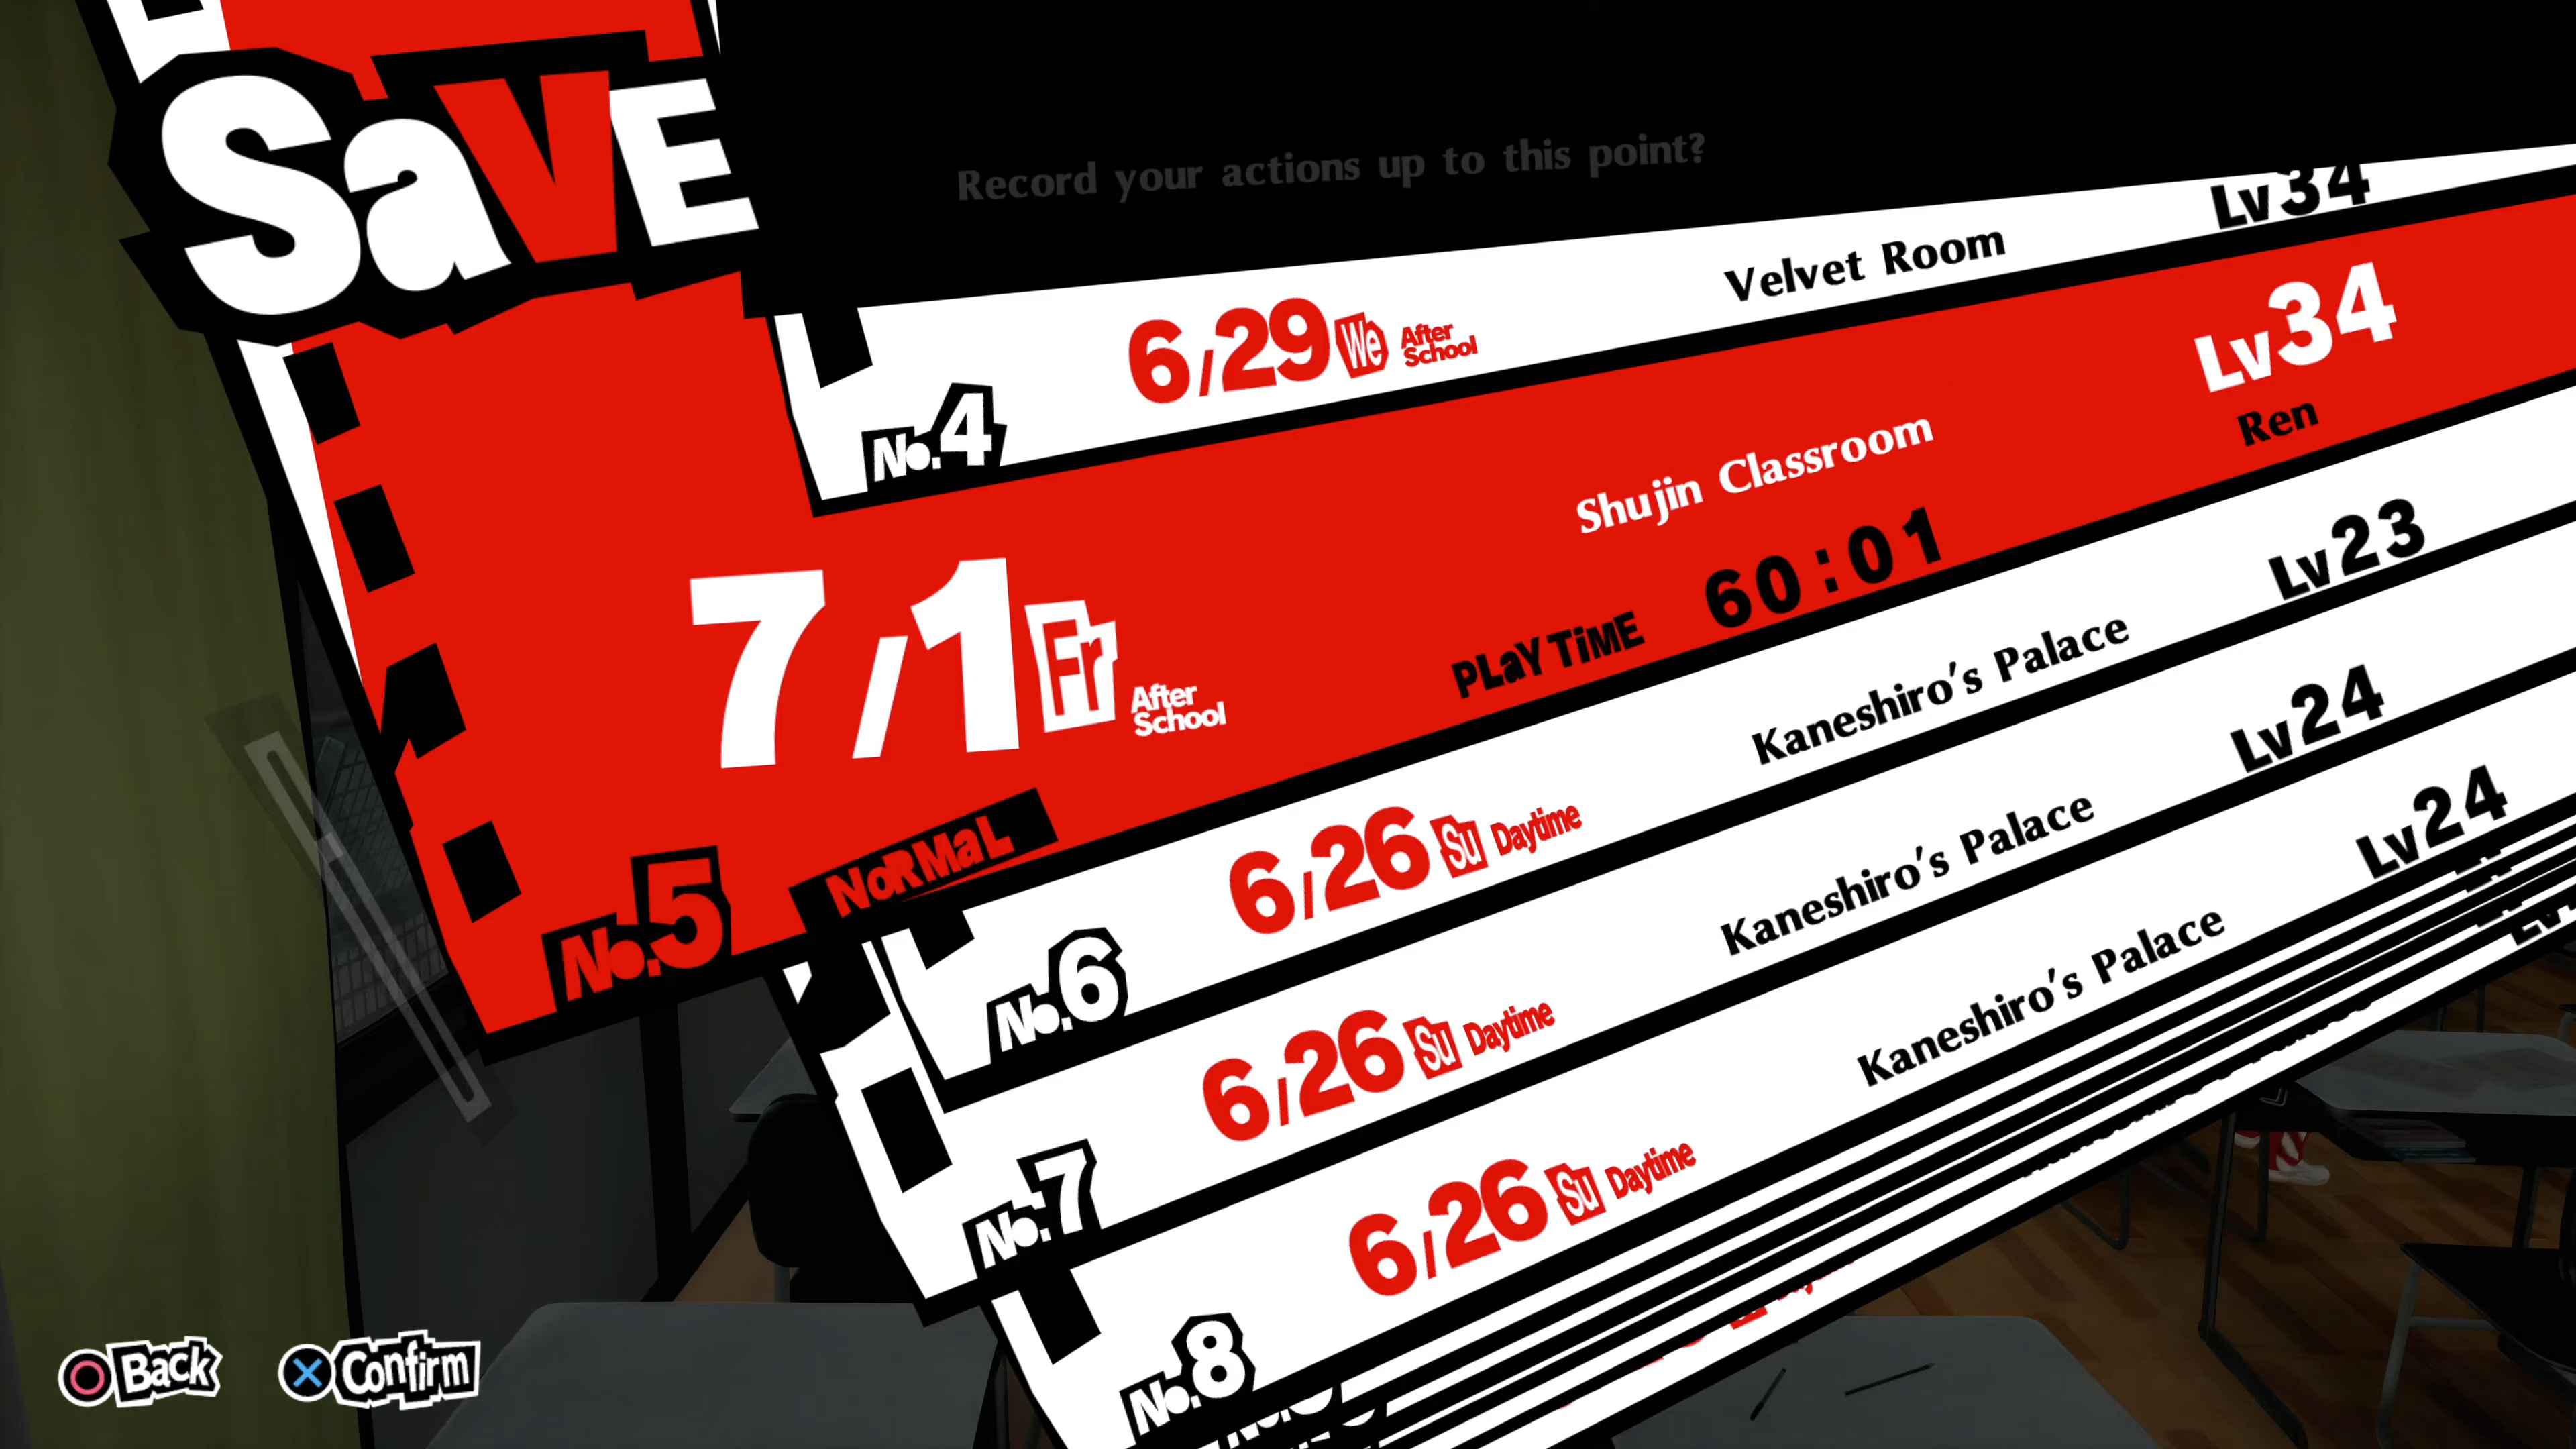 SaVE
Record your actions up to this point?
No.4 6/29 We After School Velvet Room Lv34
No.5 7/1 Fr After School Shujin Classroom Lv34
NoRMaL PLaY TiME 60:01 Ren
No.6 6/26 Su Daytime Kaneshiro's Palace Lv23
No.7 6/26 Su Daytime Kaneshiro's Palace Lv24
No.8 6/26 Su Daytime Kaneshiro's Palace Lv24
Back Confirm